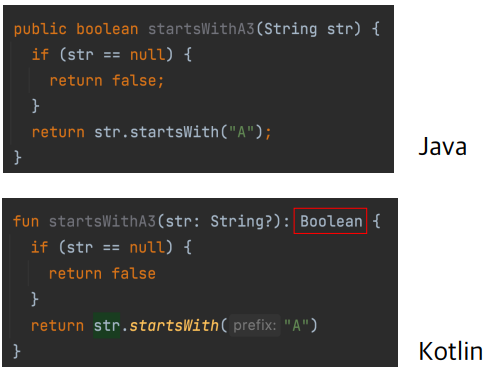 public boolean startsWithA3(String str) {
if (str == null) {
return false;
}
return str.startsWith("A");
}
Java
fun startsWithA3(str: String?): Boolean {
if (str == null) {
return false
}
return str.startsWith( prefix: "A")
}
Kotlin